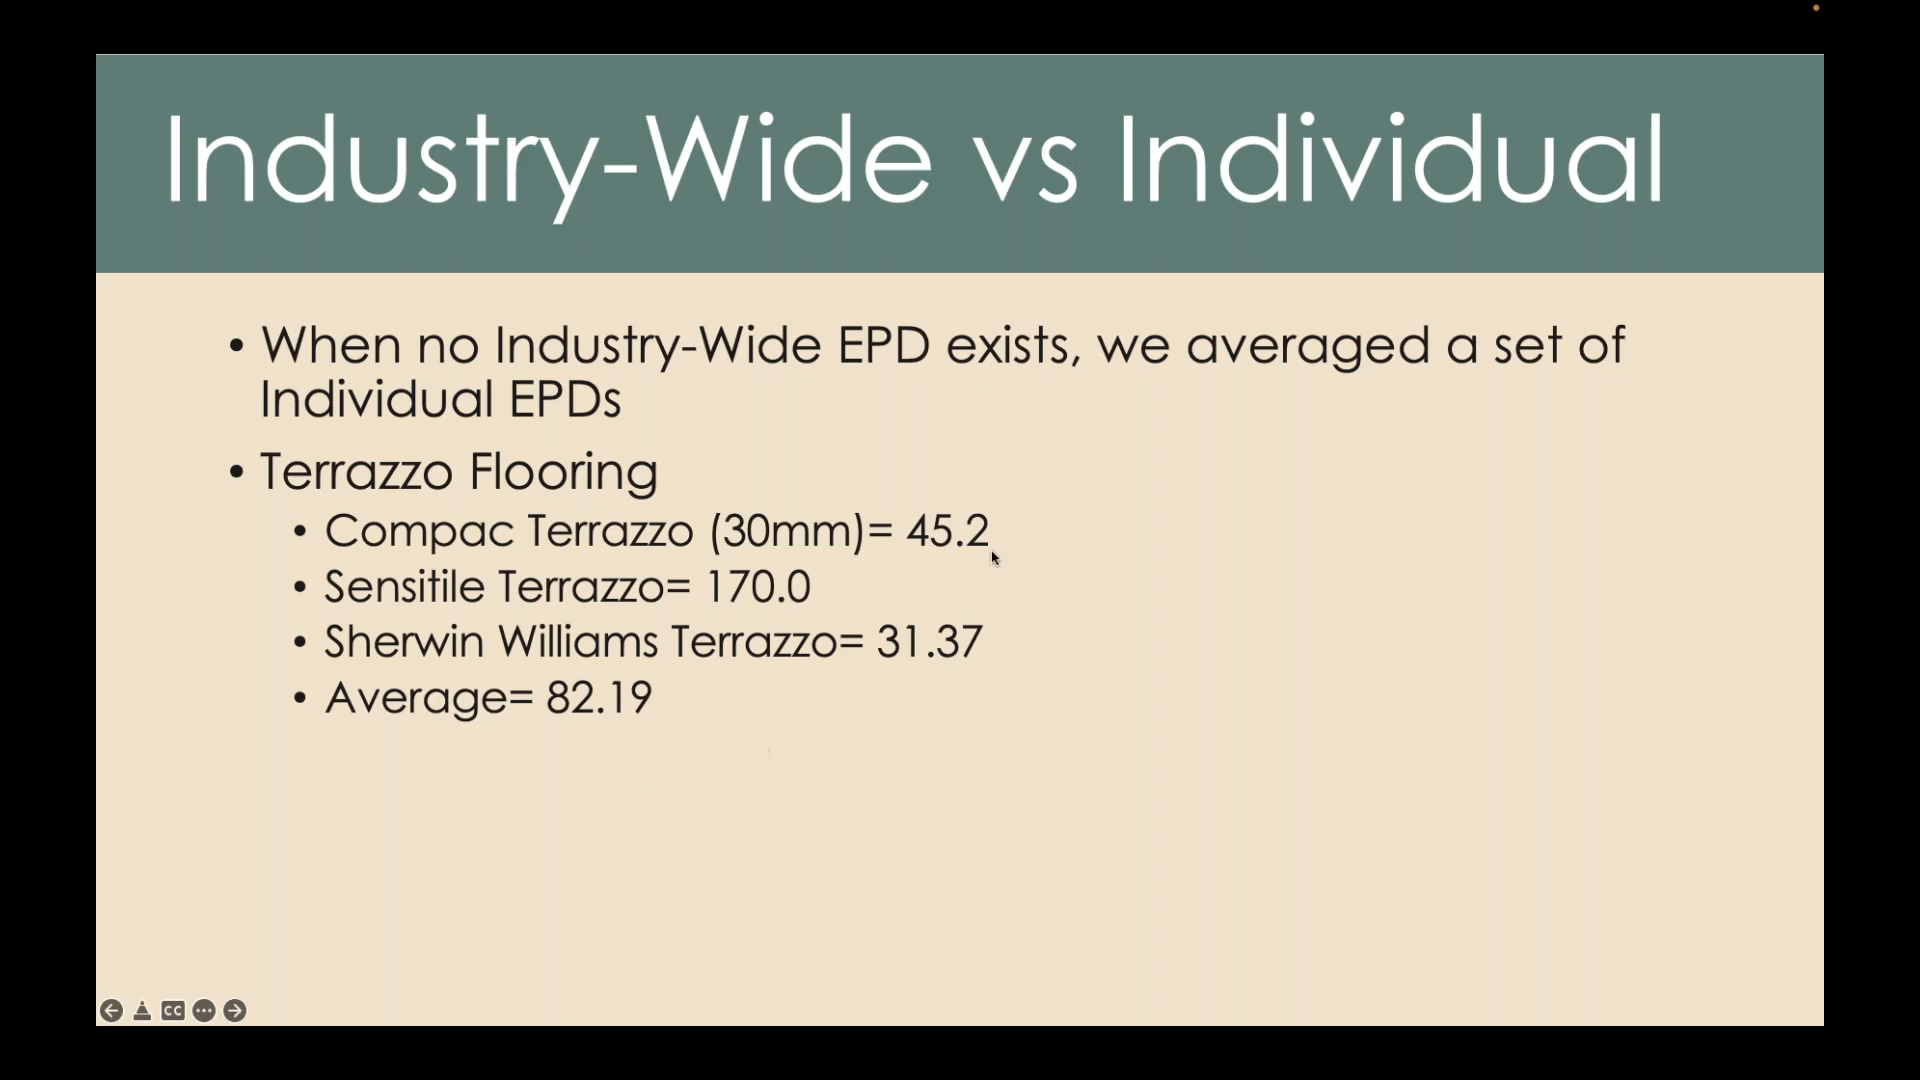 Industry-Wide vs Individual
• When no Industry-Wide EPD exists, we averaged a set of
Individual EPDs
• Terrazzo Flooring
• Compac Terrazzo (30mm)= 45.2
• Sensitile Terrazzo= 170.0
• Sherwin Williams Terrazzo= 31.37
• Average= 82.19
CC